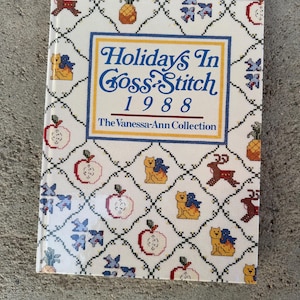 Holidays In
Cross-Stitch
1988
The Vanessa-Ann Collection